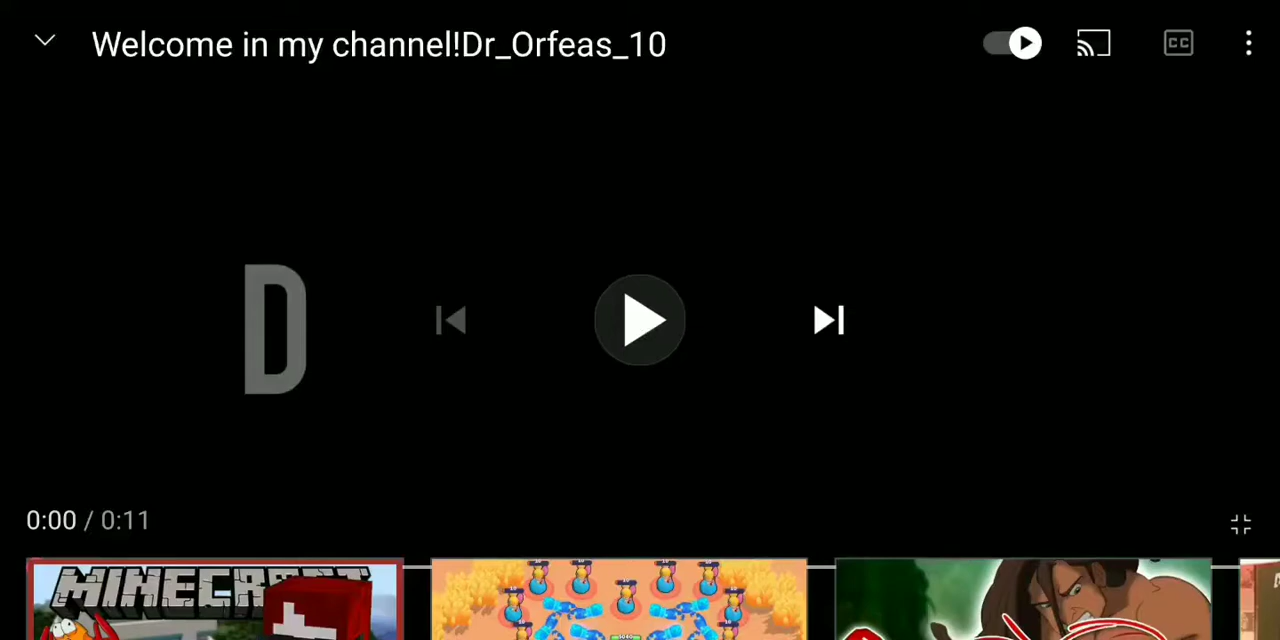 Welcome in my channel!Dr_Orfeas_10
CC
D
0:00 / 0:11
MINECRAFT